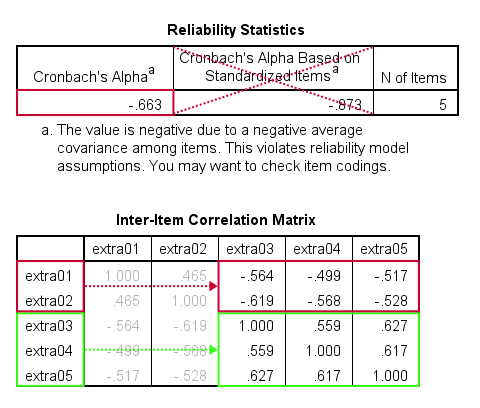 Reliability Statistics
Cronbach's Alpha a
Cronbach's Alpha Based on Standardized Items a
N of Items
-.663 -.873 5
a. The value is negative due to a negative average
covariance among items. This violates reliability model
assumptions. You may want to check item codings.
Inter-Item Correlation Matrix
extra01 extra02 extra03 extra04 extra05
extra01 1.000 .465 -.564 -.499 -.517
extra02 .465 1.000 -.619 -.568 -.528
extra03 -.564 -.619 1.000 .559 .627
extra04 -.499 -.568 .559 1.000 .617
extra05 -.517 -.528 .627 .617 1.000